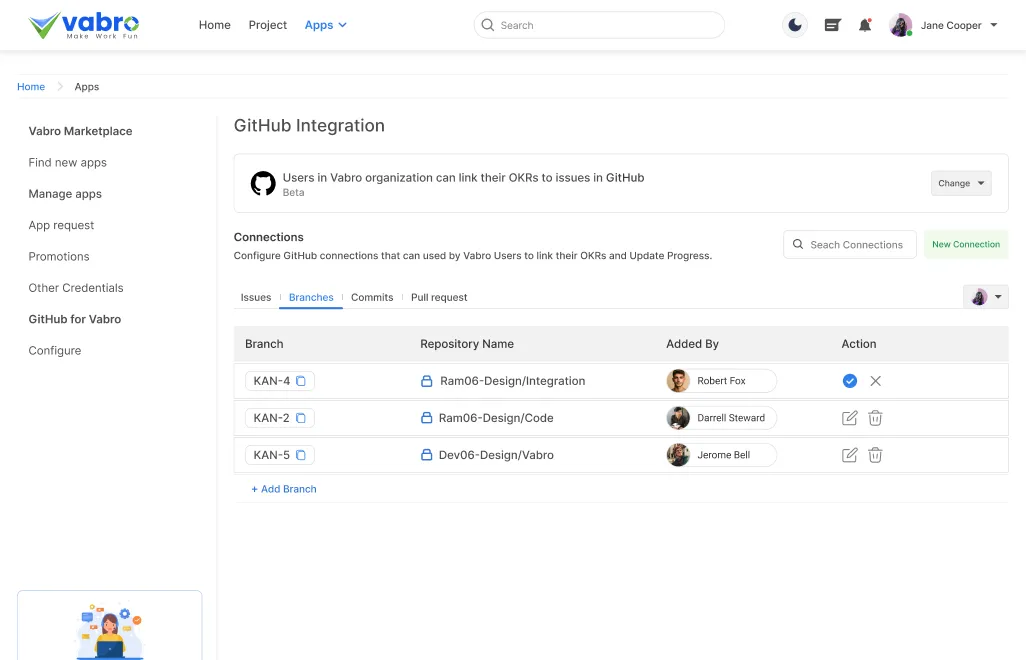 vabro
Make Work Fun
Home Project Apps
Search
Jane Cooper
Home Apps
Vabro Marketplace
Find new apps
Manage apps
App request
Promotions
Other Credentials
GitHub for Vabro
Configure
GitHub Integration
Users in Vabro organization can link their OKRs to issues in GitHub
Beta
Change
Connections
Configure GitHub connections that can used by Vabro Users to link their OKRs and Update Progress.
Seach Connections
New Connection
Issues Branches Commits Pull request
Branch Repository Name Added By Action
KAN-4 Ram06-Design/Integration Robert Fox
KAN-2 Ram06-Design/Code Darrell Steward
KAN-5 Dev06-Design/Vabro Jerome Bell
+ Add Branch